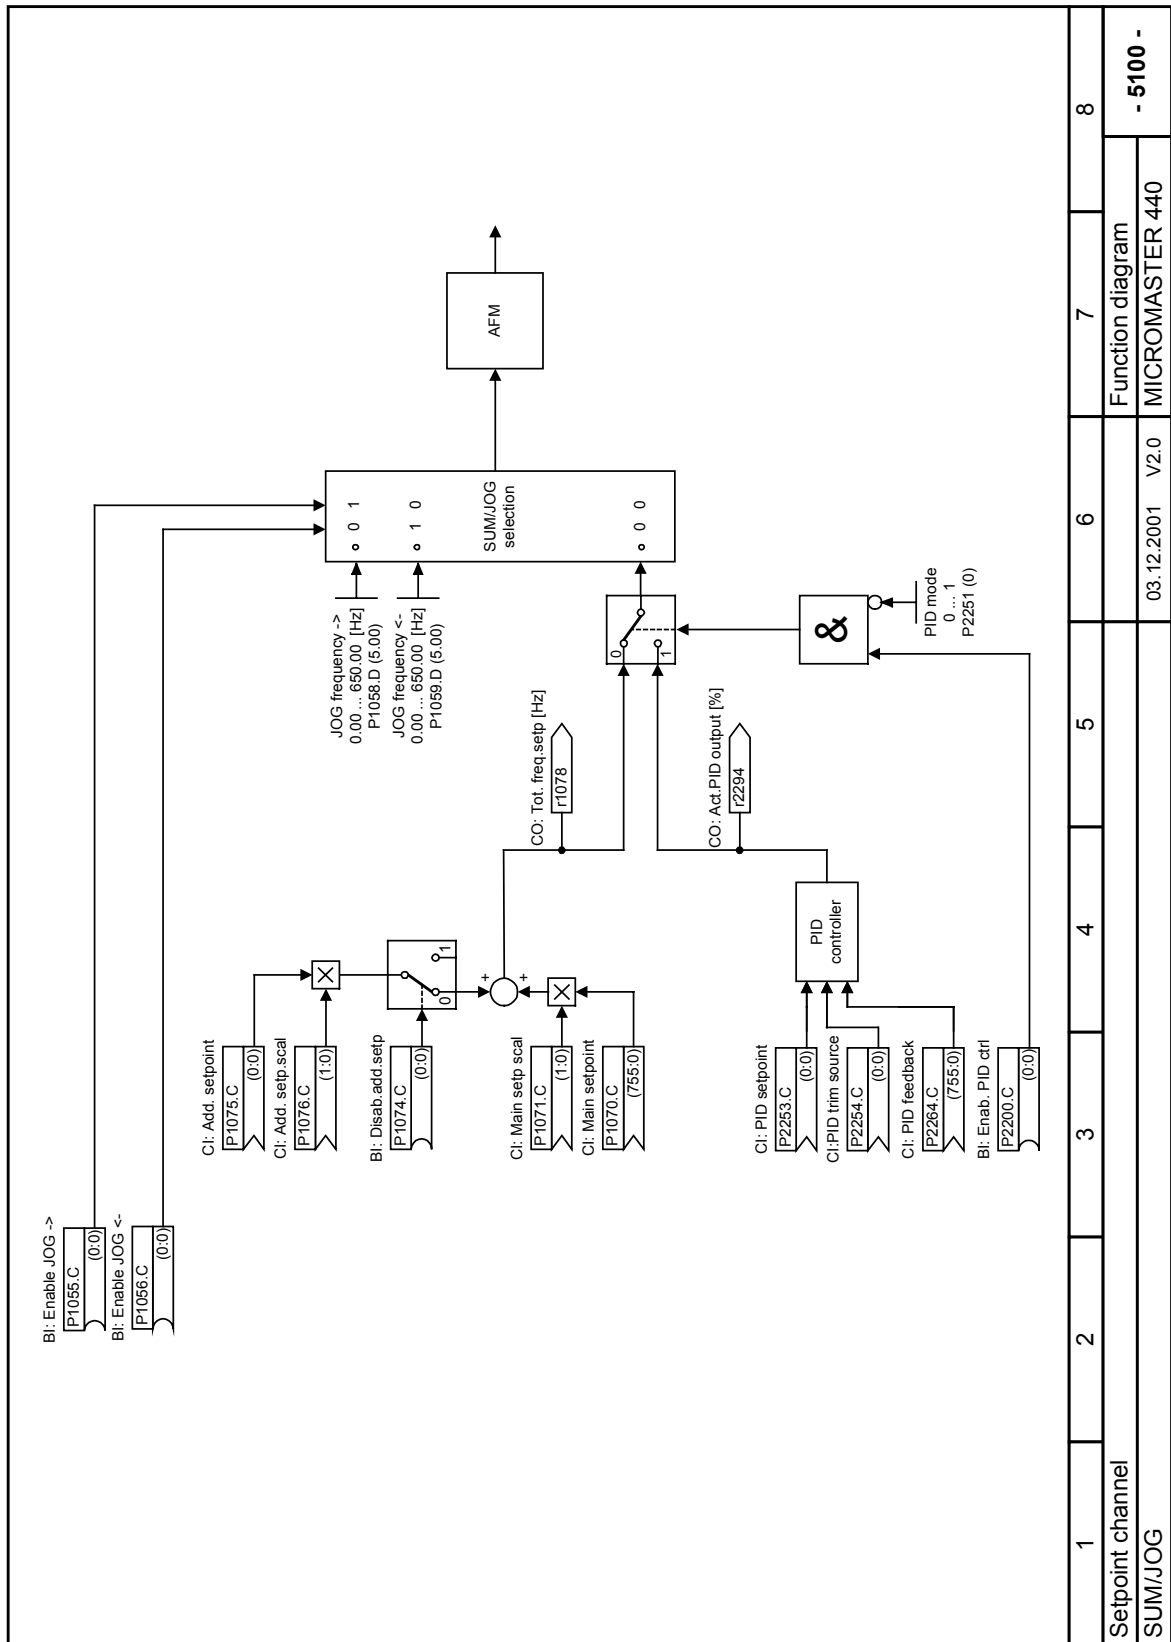 BI: Enable JOG ->
P1055.C
(0:0)
BI: Enable JOG <-
P1056.C
(0:0)
CI: Add. setpoint
P1075.C
(0:0)
CI: Add. setp.scal
P1076.C
(1:0)
BI: Disab.add.setp
P1074.C
(0:0)
0
1
+
+
CI: Main setp scal
P1071.C
(1:0)
CI: Main setpoint
P1070.C
(755:0)
CI: PID setpoint
P2253.C
(0:0)
CI:PID trim source
P2254.C
(0:0)
CI: PID feedback
P2264.C
(755:0)
BI: Enab. PID ctrl
P2200.C
(0:0)
PID
controller
CO: Tot. freq.setp [Hz]
r1078
CO: Act.PID output [%]
r2294
JOG frequency ->
0.00 ... 650.00 [Hz]
P1058.D (5.00)
JOG frequency <-
0.00 ... 650.00 [Hz]
P1059.D (5.00)
0
1
&
PID mode
0 ... 1
P2251 (0)
0 1
1 0
SUM/JOG
selection
0 0
AFM
1 2 3 4 5 6 7 8
Setpoint channel
Function diagram
- 5100 -
SUM/JOG
03.12.2001 V2.0
MICROMASTER 440